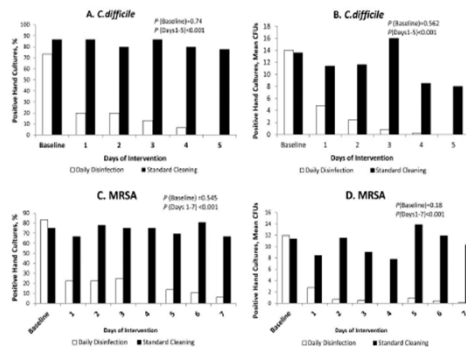 A. C.difficile
P (Baseline)=0.74
P(Days1-5)<0.001
Positive Hand Cultures, %
100
90
80
70
60
50
40
30
20
10
0
Baseline 1 2 3 4 5
Days of Intervention
Daily Disinfection Standard Cleaning
B. C.difficile
P (Baseline)=0.562
P(Days1-5)<0.001
Positive Hand Cultures, Mean CFUs
18
16
14
12
10
8
6
4
2
0
Baseline 1 2 3 4 5
Days of Intervention
Daily Disinfection Standard Cleaning
C. MRSA
P (Baseline) =0.545
P (Days 1-7) <0.001
Positive Hand Cultures, %
90
80
70
60
50
40
30
20
10
0
Baseline 1 2 3 4 5 6 7
Days of Intervention
Daily Disinfection Standard Cleaning
D. MRSA
P (Baseline)=0.18
P(Days1-7)<0.001
Positive Hand Cultures, Mean CFUs
16
14
12
10
8
6
4
2
0
Baseline 1 2 3 4 5 6 7
Days of Intervention
Daily Disinfection Standard Cleaning